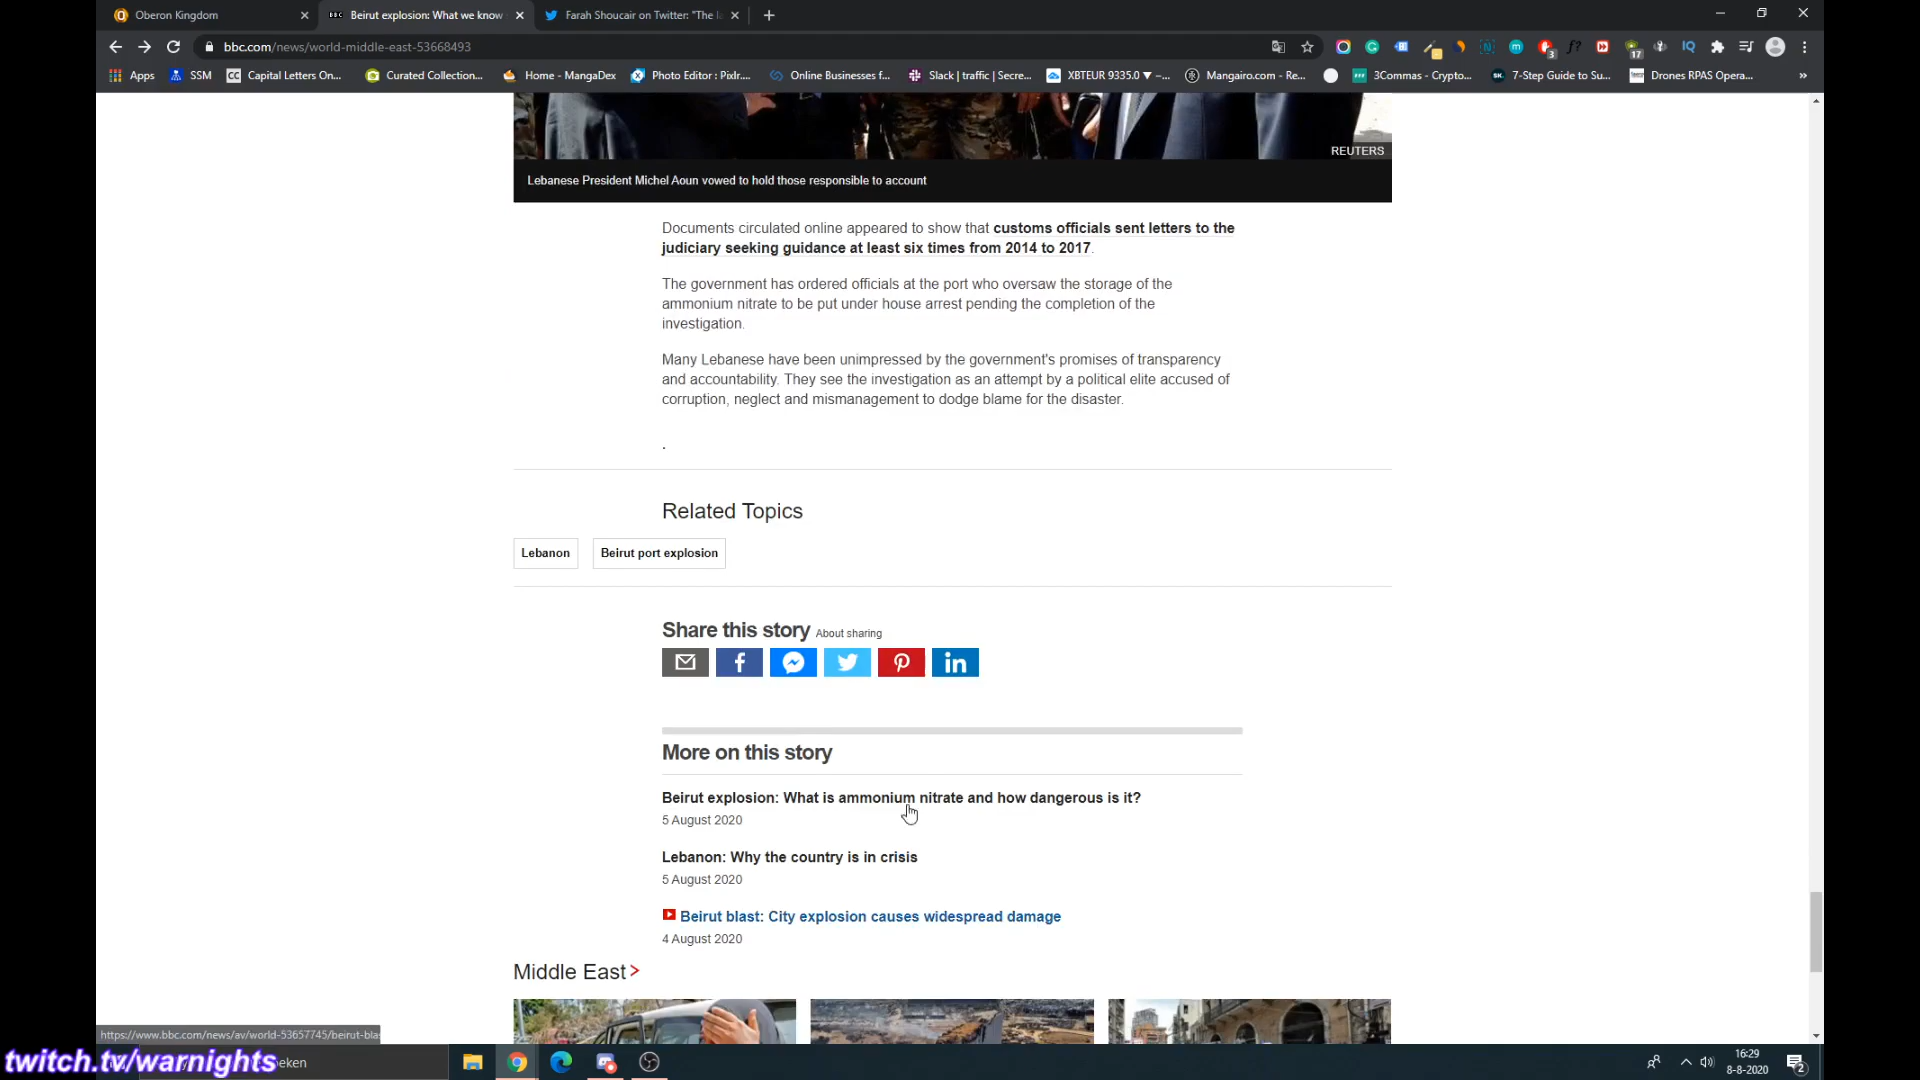 Oberon Kingdom
BBC Beirut explosion: What we know
Farah Shoucair on Twitter: "The l
bbc.com/news/world-middle-east-53668493
3
17
Apps
SSM
CC Capital Letters On...
Curated Collection...
Home - MangaDex
Photo Editor : Pixlr...
Online Businesses f...
Slack | traffic | Secre...
XBTEUR 9335.0 ▼ –...
Mangairo.com - Re...
3Commas - Crypto...
7-Step Guide to Su...
Drones RPAS Opera...
»
REUTERS
Lebanese President Michel Aoun vowed to hold those responsible to account
Documents circulated online appeared to show that customs officials sent letters to the
judiciary seeking guidance at least six times from 2014 to 2017.
The government has ordered officials at the port who oversaw the storage of the
ammonium nitrate to be put under house arrest pending the completion of the
investigation.
Many Lebanese have been unimpressed by the government's promises of transparency
and accountability. They see the investigation as an attempt by a political elite accused of
corruption, neglect and mismanagement to dodge blame for the disaster.
.
Related Topics
Lebanon
Beirut port explosion
Share this story About sharing
More on this story
Beirut explosion: What is ammonium nitrate and how dangerous is it?
5 August 2020
Lebanon: Why the country is in crisis
5 August 2020
Beirut blast: City explosion causes widespread damage
4 August 2020
Middle East >
https://www.bbc.com/news/av/world-53657745/beirut-bla
twitch.tv/warnights
eken
16:29
8-8-2020
2